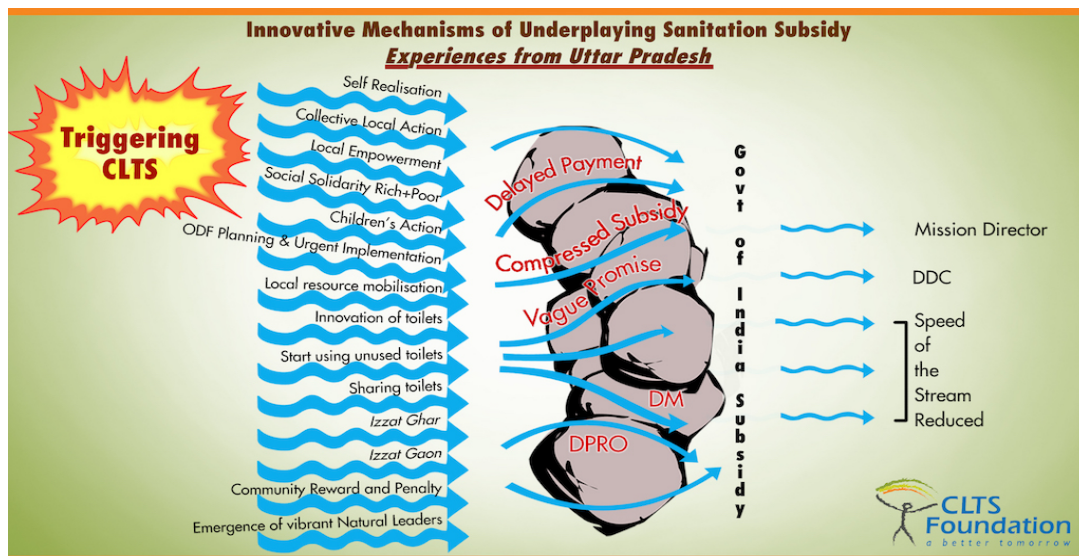 Innovative Mechanisms of Underplaying Sanitation Subsidy
Experiences from Uttar Pradesh
Triggering
CLTS
Self Realisation
Collective Local Action
Local Empowerment
Social Solidarity Rich+Poor
Children's Action
ODF Planning & Urgent Implementation
Local resource mobilisation
Innovation of toilets
Start using unused toilets
Sharing toilets
Izzat Ghar
Izzat Gaon
Community Reward and Penalty
Emergence of vibrant Natural Leaders
Delayed Payment
Compressed Subsidy
Vague Promise
DM
DPRO
Govt of India Subsidy
Mission Director
DDC
Speed
of
the
Stream
Reduced
CLTS
Foundation
a better tomorrow